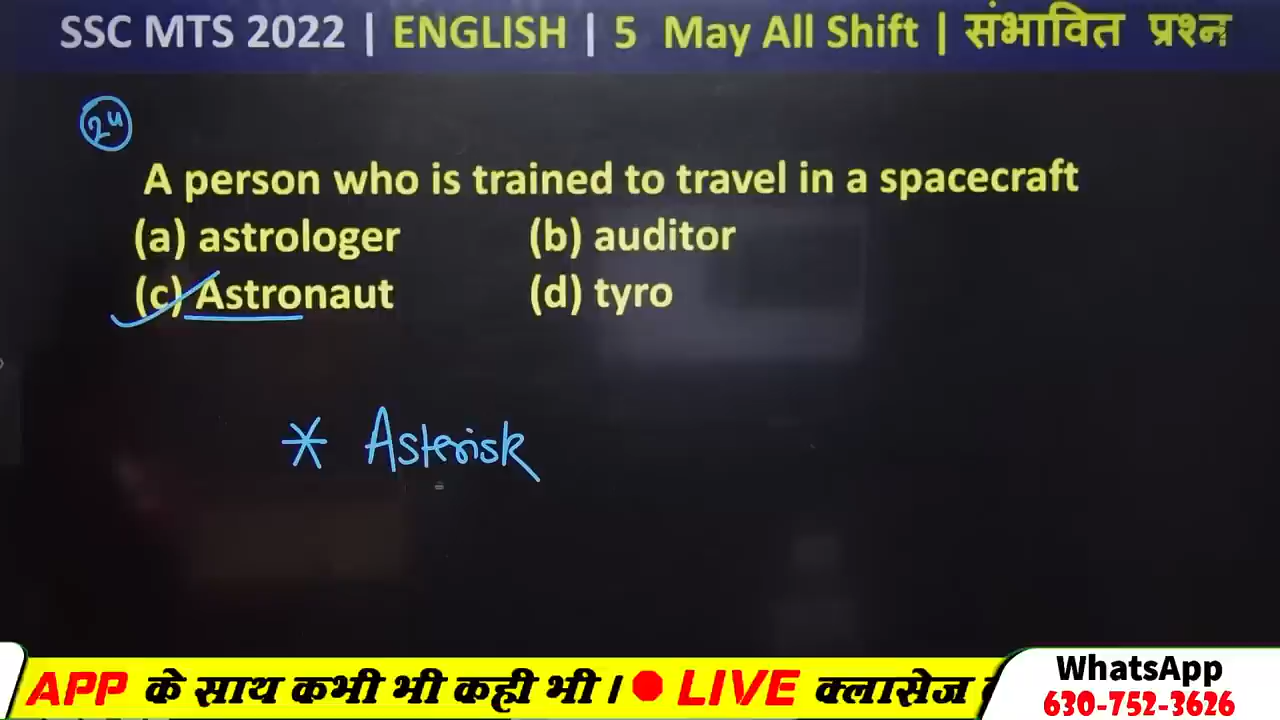 SSC MTS 2022 | ENGLISH | 5 May All Shift | संभावित प्रश्न
24
A person who is trained to travel in a spacecraft
(a) astrologer (b) auditor
(c) Astronaut (d) tyro
* Asterisk
APP के साथ कभी भी कही भी । LIVE क्लासेज
WhatsApp
630-752-3626